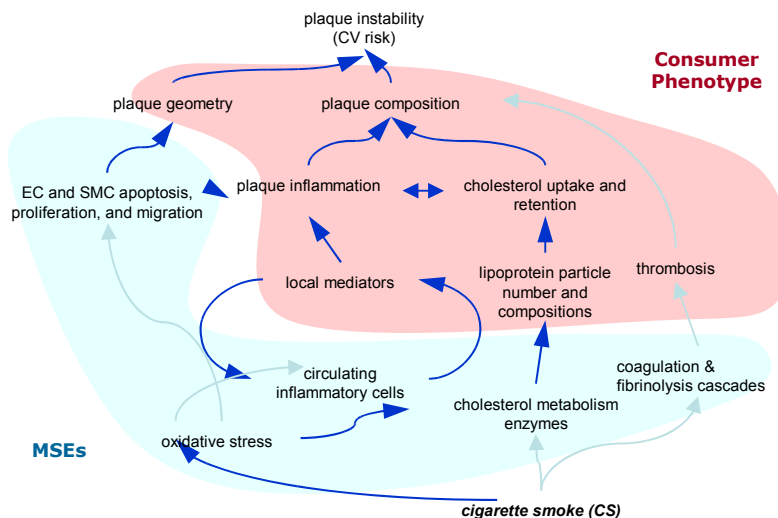 plaque instability
(CV risk)
Consumer
Phenotype
plaque geometry
plaque composition
EC and SMC apoptosis,
proliferation, and migration
plaque inflammation
cholesterol uptake and
retention
local mediators
lipoprotein particle
number and
compositions
thrombosis
circulating
inflammatory cells
coagulation &
fibrinolysis cascades
cholesterol metabolism
enzymes
oxidative stress
MSEs
cigarette smoke (CS)